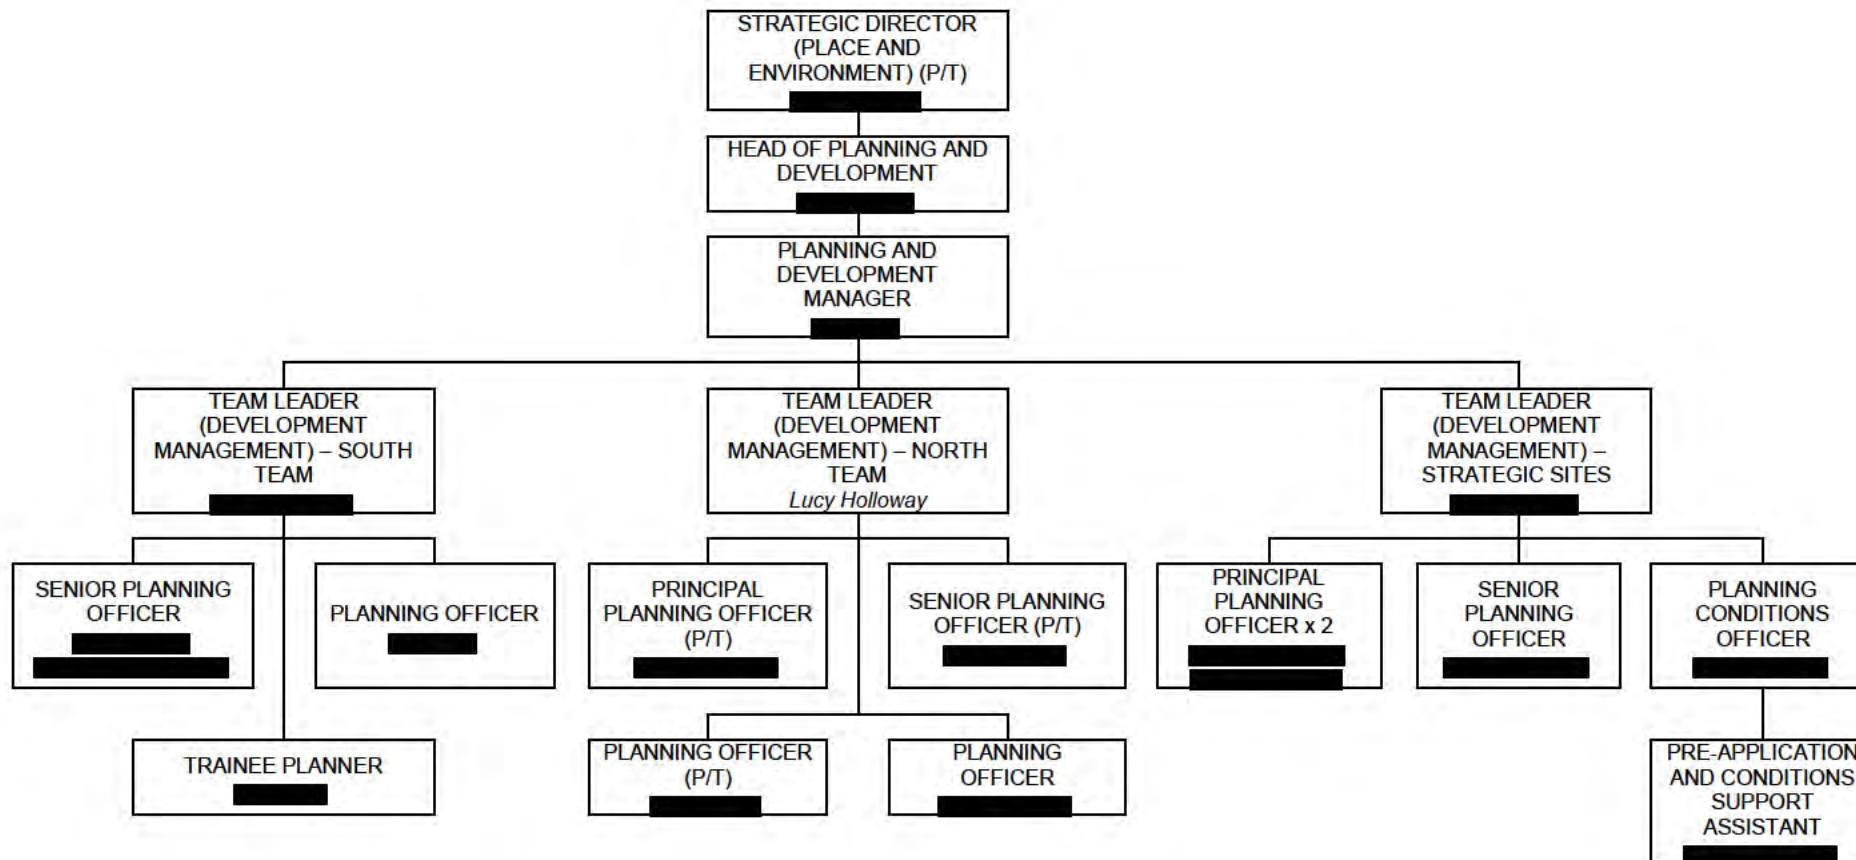 STRATEGIC DIRECTOR
(PLACE AND
ENVIRONMENT) (P/T)
HEAD OF PLANNING AND
DEVELOPMENT
PLANNING AND
DEVELOPMENT
MANAGER
TEAM LEADER
(DEVELOPMENT
MANAGEMENT) – SOUTH
TEAM
TEAM LEADER
(DEVELOPMENT
MANAGEMENT) – NORTH
TEAM
Lucy Holloway
TEAM LEADER
(DEVELOPMENT
MANAGEMENT) –
STRATEGIC SITES
SENIOR PLANNING
OFFICER
PLANNING OFFICER
PRINCIPAL
PLANNING OFFICER
(P/T)
SENIOR PLANNING
OFFICER (P/T)
PRINCIPAL
PLANNING
OFFICER x 2
SENIOR
PLANNING
OFFICER
PLANNING
CONDITIONS
OFFICER
TRAINEE PLANNER
PLANNING OFFICER
(P/T)
PLANNING
OFFICER
PRE-APPLICATION
AND CONDITIONS
SUPPORT
ASSISTANT